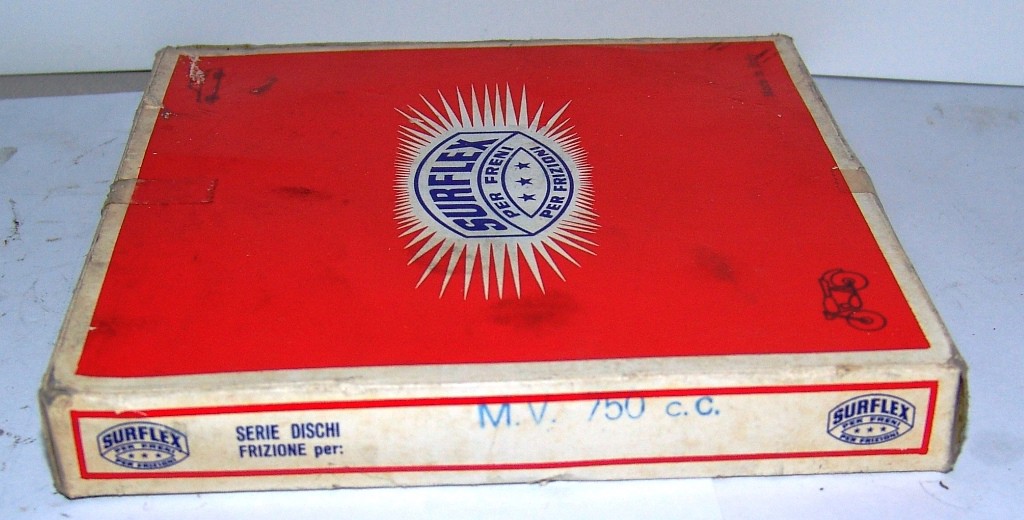 SURFLEX
PER FRENI
PER FRIZIONI
SURFLEX
PER FRENI
PER FRIZIONI
SERIE DISCHI
FRIZIONE per:
M.V. 750 c.c.
SURFLEX
PER FRENI
PER FRIZIONI